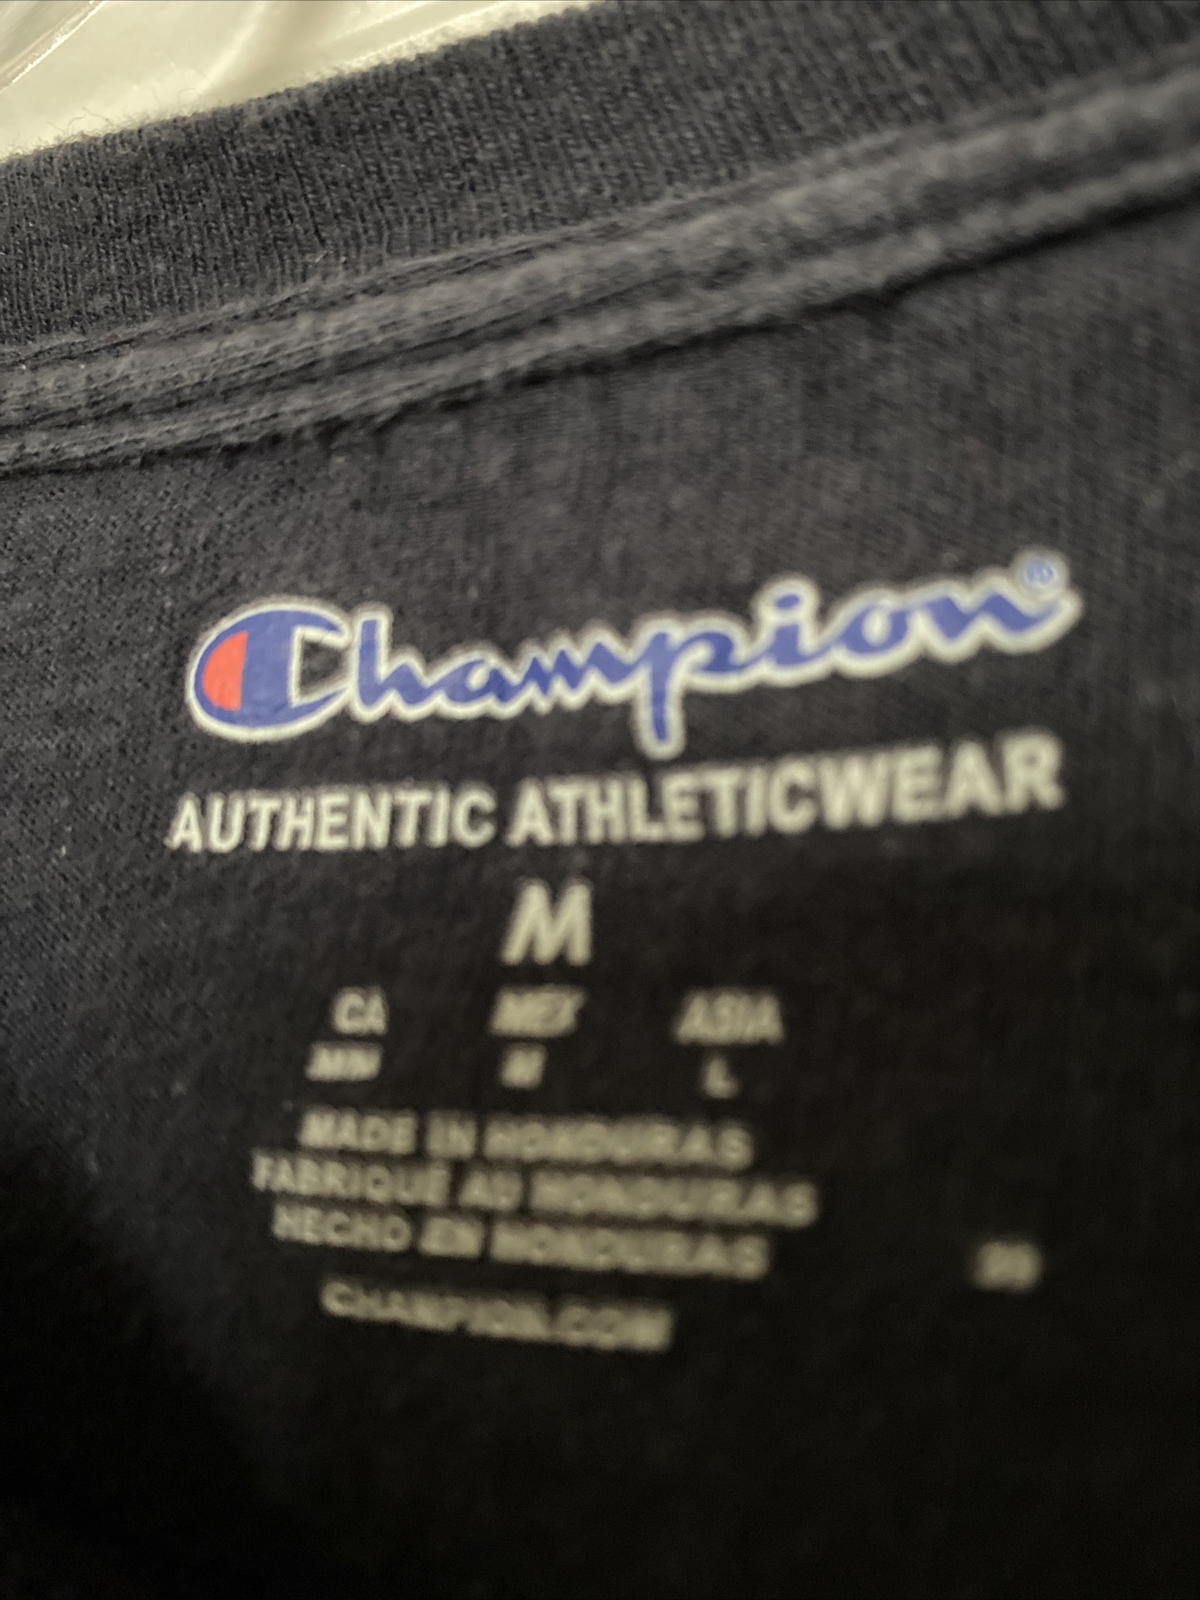 Champion®
AUTHENTIC ATHLETICWEAR
M
CA MEX ASIA
M/M M L
MADE IN HONDURAS
FABRIQUÉ AU HONDURAS
HECHO EN HONDURAS
CHAMPION.COM